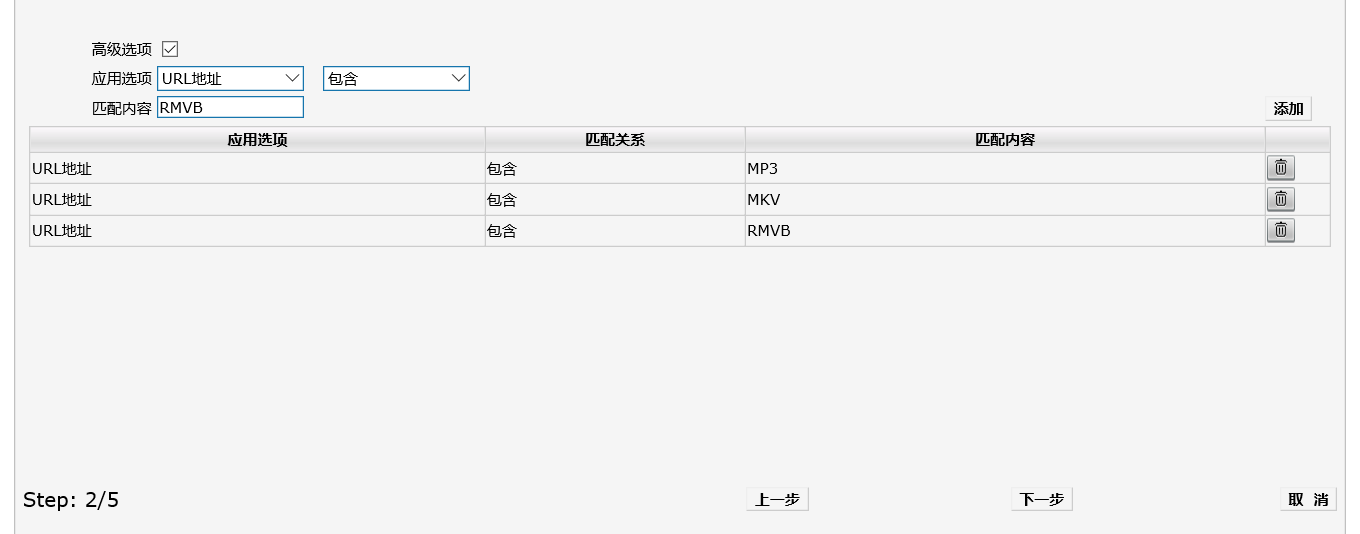 高级选项
应用选项 URL地址 包含
匹配内容 RMVB 添加
应用选项 匹配关系 匹配内容
URL地址 包含 MP3
URL地址 包含 MKV
URL地址 包含 RMVB
Step: 2/5 上一步 下一步 取 消